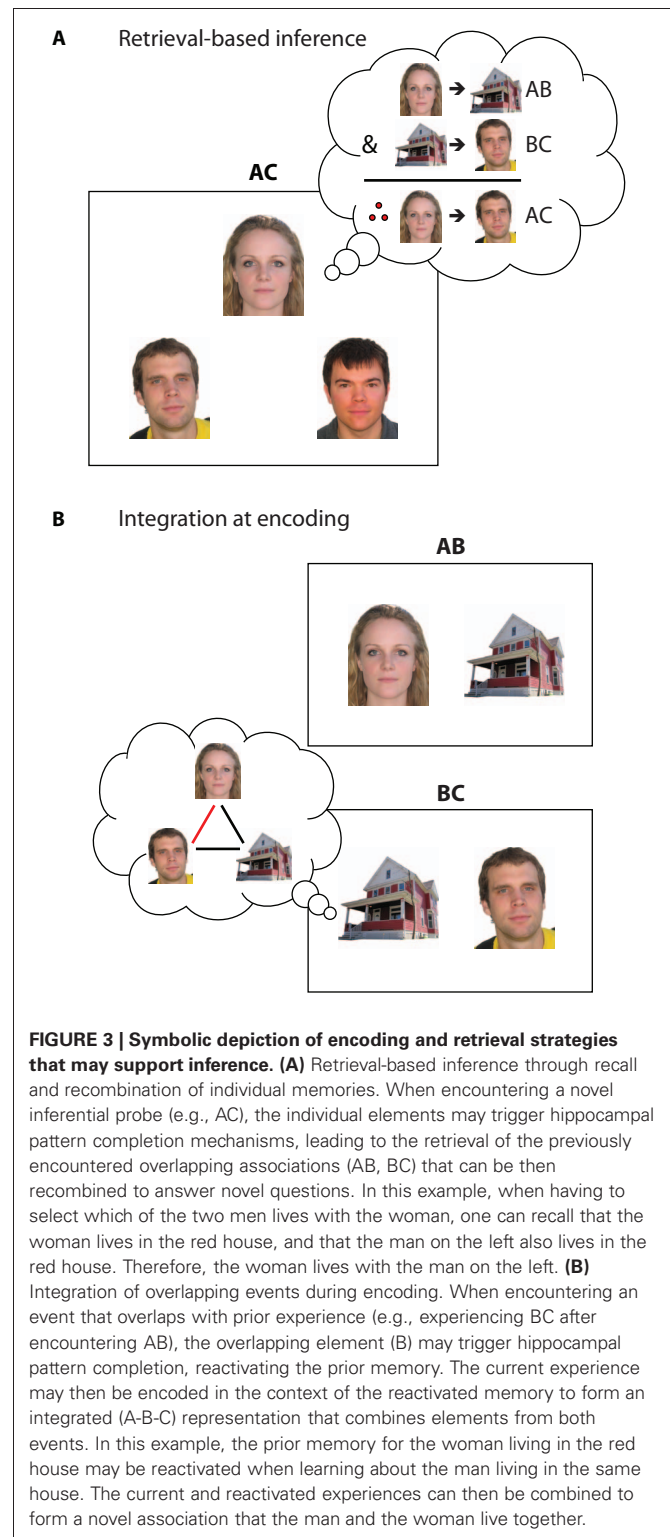 A Retrieval-based inference
➔ AB
& ➔ BC
AC
➔ AC
B Integration at encoding
AB
BC
FIGURE 3 | Symbolic depiction of encoding and retrieval strategies
that may support inference. (A) Retrieval-based inference through recall
and recombination of individual memories. When encountering a novel
inferential probe (e.g., AC), the individual elements may trigger hippocampal
pattern completion mechanisms, leading to the retrieval of the previously
encountered overlapping associations (AB, BC) that can be then
recombined to answer novel questions. In this example, when having to
select which of the two men lives with the woman, one can recall that the
woman lives in the red house, and that the man on the left also lives in the
red house. Therefore, the woman lives with the man on the left. (B)
Integration of overlapping events during encoding. When encountering an
event that overlaps with prior experience (e.g., experiencing BC after
encountering AB), the overlapping element (B) may trigger hippocampal
pattern completion, reactivating the prior memory. The current experience
may then be encoded in the context of the reactivated memory to form an
integrated (A-B-C) representation that combines elements from both
events. In this example, the prior memory for the woman living in the red
house may be reactivated when learning about the man living in the same
house. The current and reactivated experiences can then be combined to
form a novel association that the man and the woman live together.